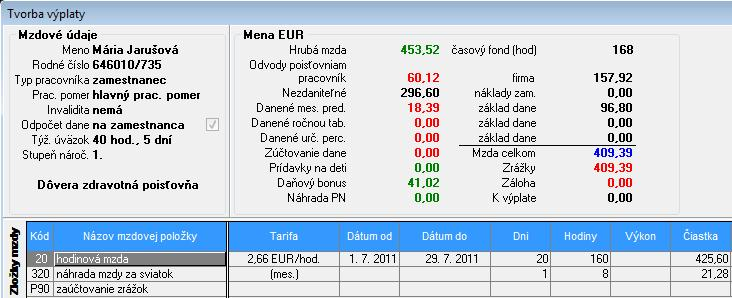 Tvorba výplaty
Mzdové údaje
Meno Mária Jarušová
Rodné číslo 646010/735
Typ pracovníka zamestnanec
Prac. pomer hlavný prac. pomer
Invalidita nemá
Odpočet dane na zamestnanca
Týž. úväzok 40 hod., 5 dní
Stupeň nároč. 1.
Dôvera zdravotná poisťovňa
Mena EUR
Hrubá mzda 453,52 časový fond (hod) 168
Odvody poisťovniam
pracovník 60,12 firma 157,92
Nezdaniteľné 296,60 náklady zam. 0,00
Danené mes. pred. 18,39 základ dane 96,80
Danené ročnou tab. 0,00 základ dane 0,00
Danené urč. perc. 0,00 základ dane 0,00
Zúčtovanie dane 0,00 Mzda celkom 409,39
Prídavky na deti 0,00 Zrážky 409,39
Daňový bonus 41,02 Záloha 0,00
Náhrada PN 0,00 K výplate 0,00
Zložky mzdy
Kód Názov mzdovej položky Tarifa Dátum od Dátum do Dni Hodiny Výkon Čiastka
20 hodinová mzda 2,66 EUR/hod. 1. 7. 2011 29. 7. 2011 20 160 425,60
320 náhrada mzdy za sviatok (mes.) 1 8 21,28
P90 zaúčtovanie zrážok